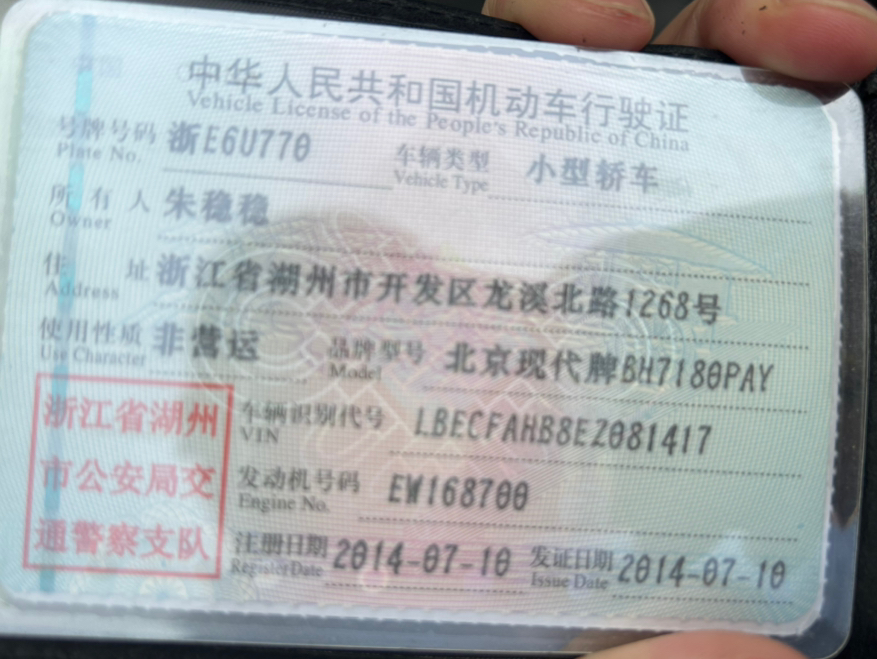 中华人民共和国机动车行驶证
Vehicle License of the People's Republic of China
号牌号码 浙E6U770 车辆类型 小型轿车
Plate No. Vehicle Type
所有人 朱稳稳
Owner
住址 浙江省湖州市开发区龙溪北路1268号
Address
使用性质 非营运 品牌型号 北京现代牌BH7180PAY
Use Character Model
浙江省湖州 车辆识别代号 LBECFAHB8EZ081417
VIN
市公安局交 发动机号码 EW168700
Engine No.
通警察支队 注册日期 2014-07-10 发证日期 2014-07-10
Register Date Issue Date